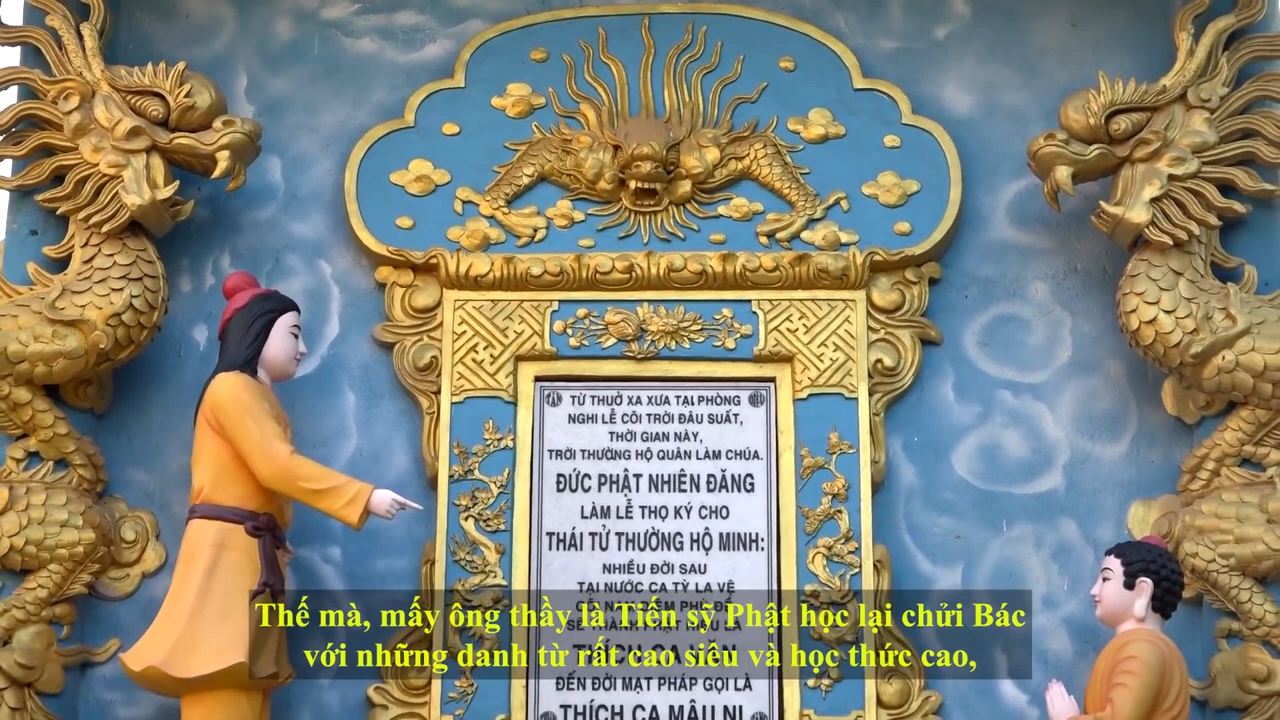 TỪ THUỞ XA XƯA TẠI PHÒNG
NGHI LỄ CÕI TRỜI ĐÂU SUẤT,
THỜI GIAN NÀY,
TRỜI THƯỜNG HỘ QUÂN LÀM CHÚA.
ĐỨC PHẬT NHIÊN ĐĂNG
LÀM LỄ THỌ KÝ CHO
THÁI TỬ THƯỜNG HỘ MINH:
NHIỀU ĐỜI SAU
TẠI NƯỚC CA TỲ LA VỆ
Thế mà, mấy ông thầy là Tiến sỹ Phật học lại chửi Bác
với những danh từ rất cao siêu và học thức cao,
ĐẾN ĐỜI MẠT PHÁP GỌI LÀ
THÍCH CA MÂU NI